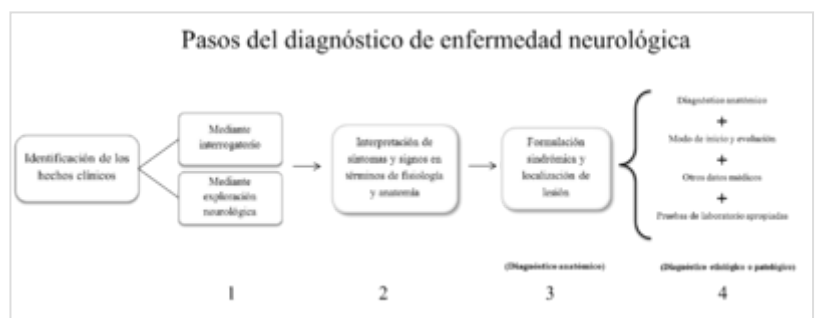 Pasos del diagnóstico de enfermedad neurológica
Identificación de los
hechos clínicos
Mediante
interrogatorio
Mediante
exploración
neurológica
Interpretación de
síntomas y signos en
términos de fisiología
y anatomía
Formulación
sindrómica y
localización de
lesión
Diagnóstico anatómico
+
Modo de inicio y evolución
+
Otros datos médicos
+
Pruebas de laboratorio apropiadas
(Diagnóstico anatómico)
(Diagnóstico etiológico o patológico)
1
2
3
4